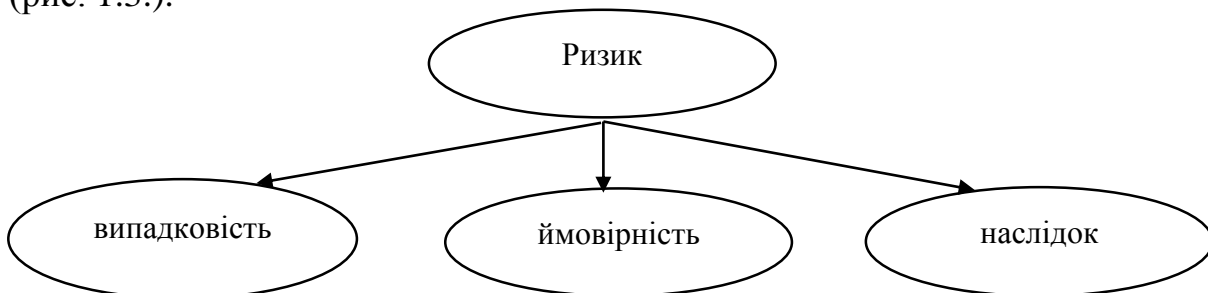 (рис. 1.3.).
Ризик
випадковість
ймовірність
наслідок